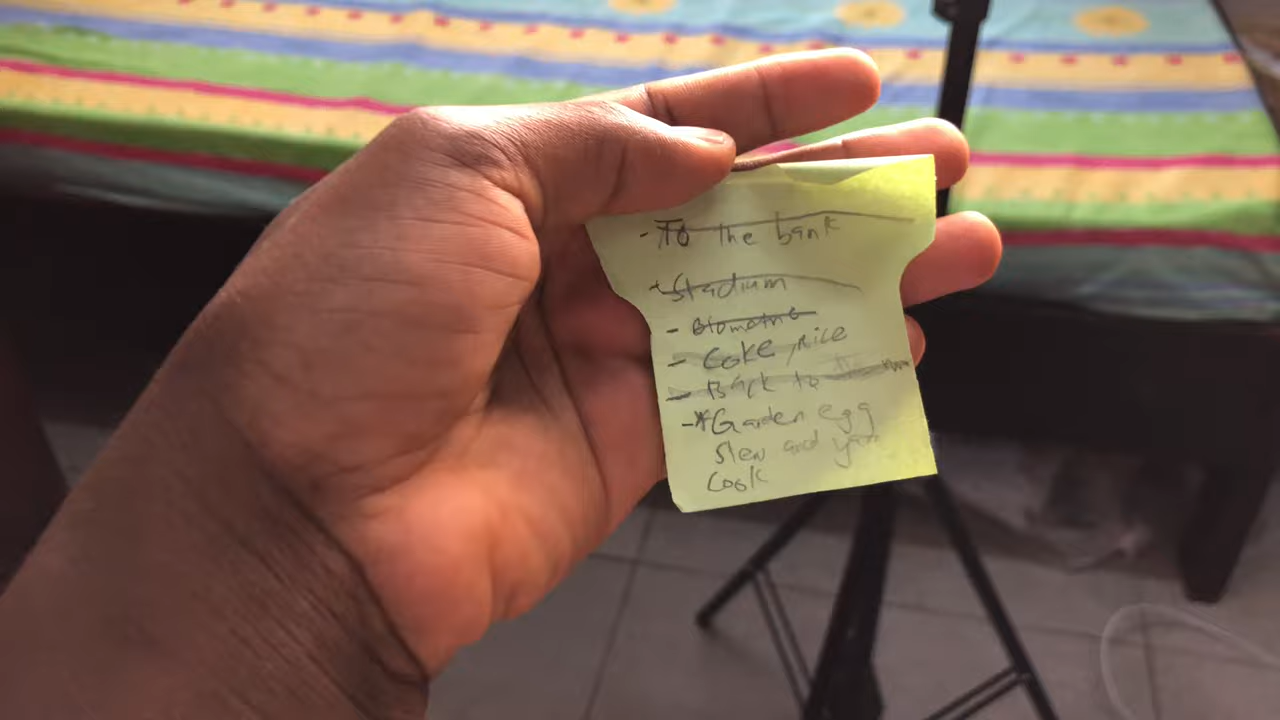 - To the bank
* Stadium
- Biometric
- Coke, rice
- Back to
-*Garden egg
Stew and yam
Cook